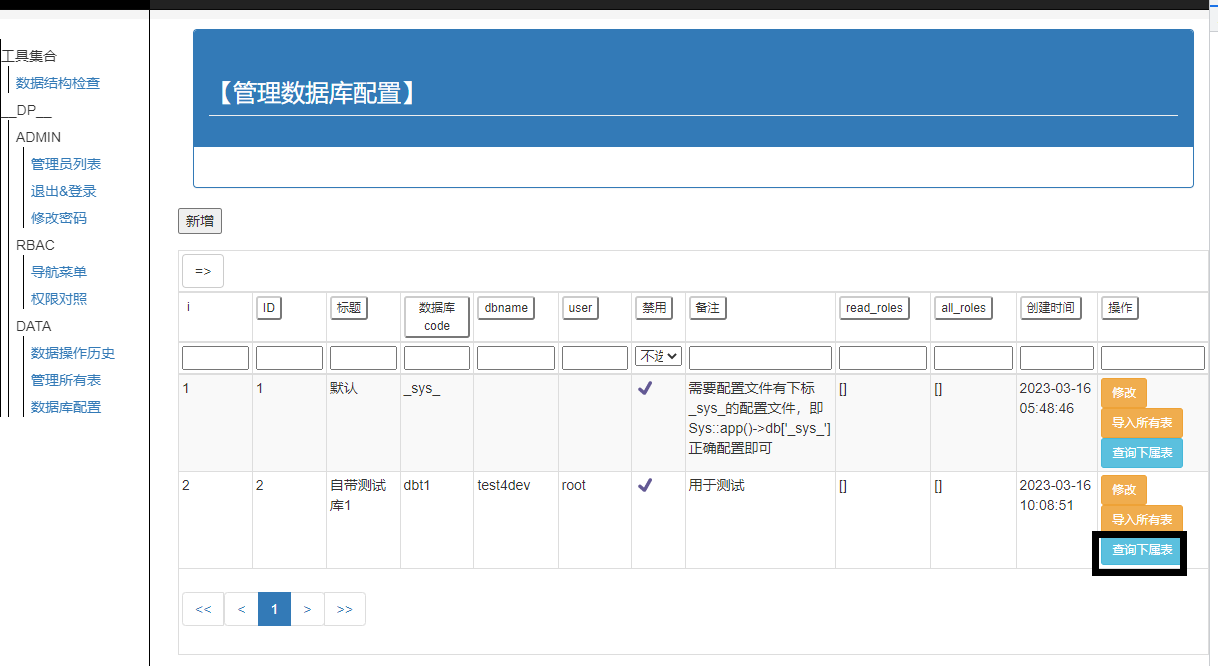 工具集合
数据结构检查
__DP__
ADMIN
管理员列表
退出&登录
修改密码
RBAC
导航菜单
权限对照
DATA
数据操作历史
管理所有表
数据库配置
【管理数据库配置】
新增
=>
i ID 标题 数据库 code dbname user 禁用 备注 read_roles all_roles 创建时间 操作
不送
1 1 默认 _sys_ 需要配置文件有下标 [] [] 2023-03-16 修改
_sys_的配置文件，即 05:48:46
Sys::app()->db['_sys_'] 导入所有表
正确配置即可 查询下属表
2 2 自带测试 dbt1 test4dev root 用于测试 [] [] 2023-03-16 修改
库1 10:08:51 导入所有表
查询下属表
<< < 1 > >>